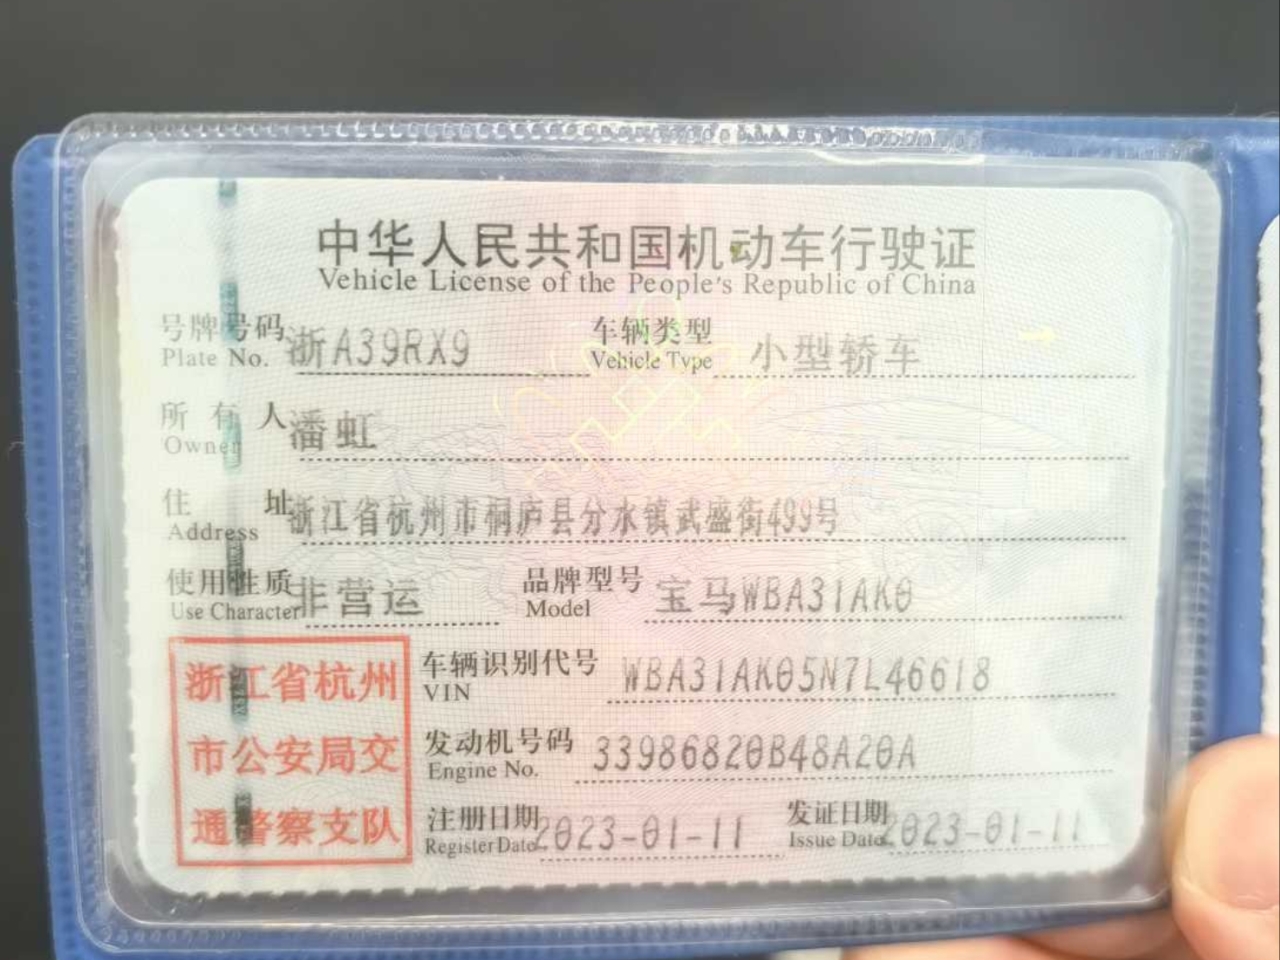 中华人民共和国机动车行驶证
Vehicle License of the People's Republic of China
号牌号码 浙A39RX9 车辆类型 小型轿车
Plate No. Vehicle Type
所有人 潘虹
Owner
住址 浙江省杭州市桐庐县分水镇武盛街499号
Address
使用性质 非营运 品牌型号 宝马WBA31AK0
Use Character Model
浙江省杭州
市公安局交
通警察支队
车辆识别代号 WBA31AK05N7L46618
VIN
发动机号码 33986820B48A20A
Engine No.
注册日期 2023-01-11 发证日期 2023-01-11
Register Date Issue Date